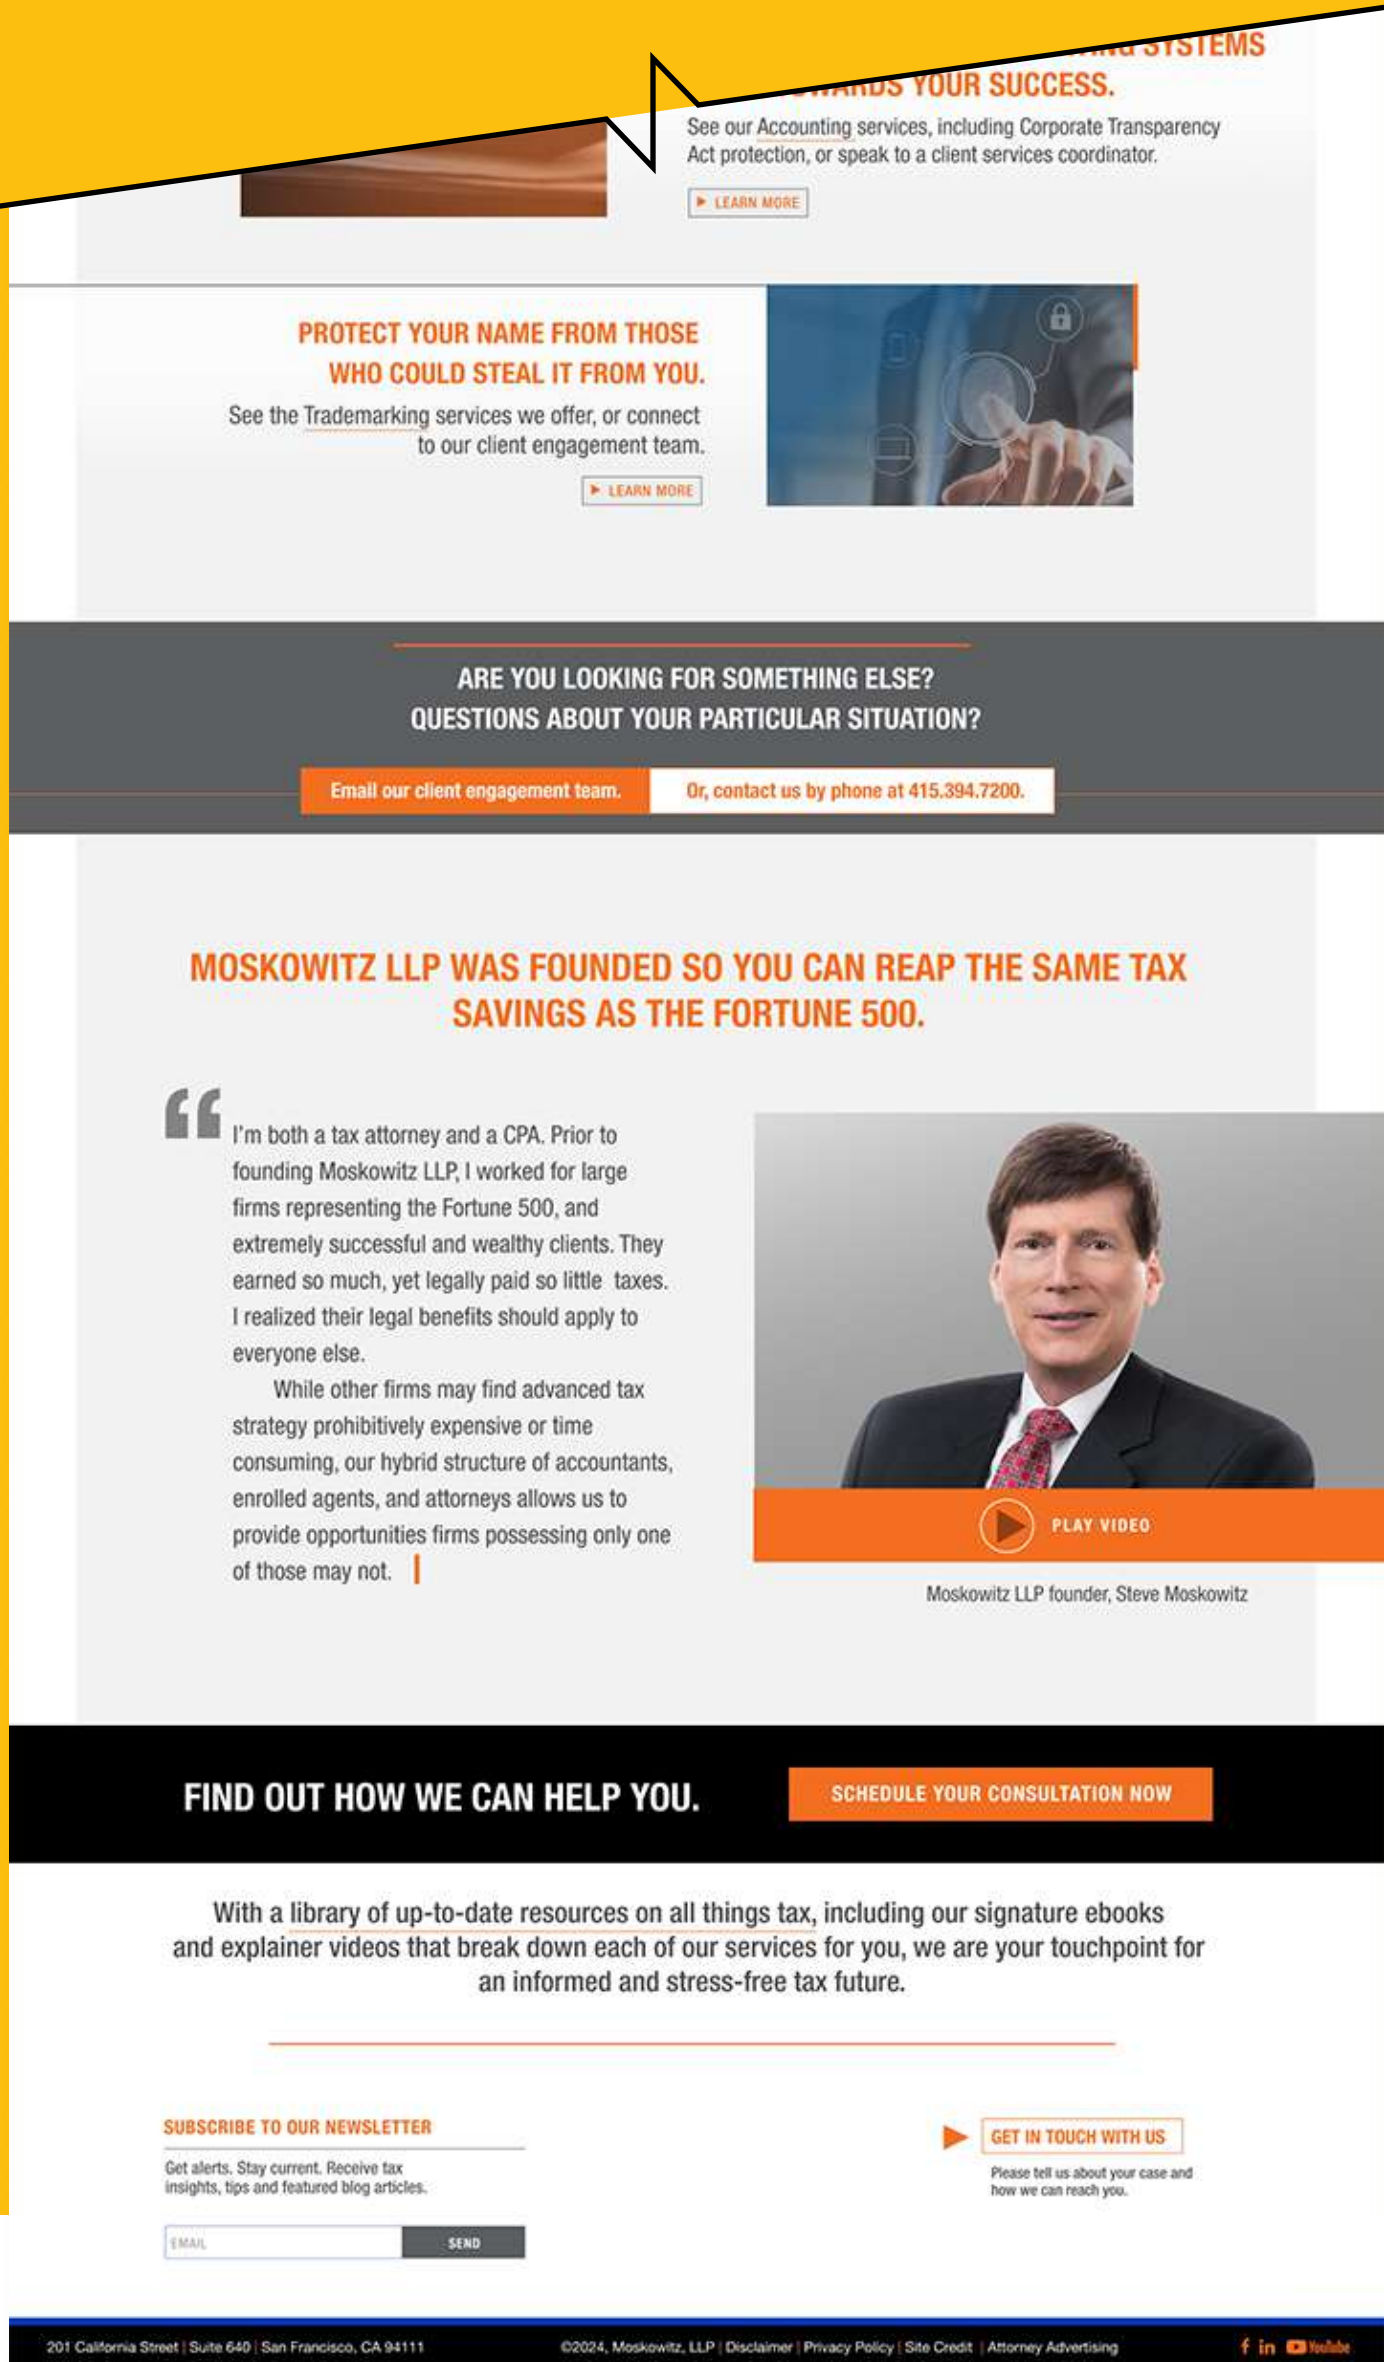 SYSTEMS
YOUR SUCCESS.
See our Accounting services, including Corporate Transparency
Act protection, or speak to a client services coordinator.
LEARN MORE
PROTECT YOUR NAME FROM THOSE
WHO COULD STEAL IT FROM YOU.
See the Trademarking services we offer, or connect
to our client engagement team.
LEARN MORE
ARE YOU LOOKING FOR SOMETHING ELSE?
QUESTIONS ABOUT YOUR PARTICULAR SITUATION?
Email our client engagement team.
Or, contact us by phone at 415.394.7200.
MOSKOWITZ LLP WAS FOUNDED SO YOU CAN REAP THE SAME TAX
SAVINGS AS THE FORTUNE 500.
“
I'm both a tax attorney and a CPA. Prior to
founding Moskowitz LLP, I worked for large
firms representing the Fortune 500, and
extremely successful and wealthy clients. They
earned so much, yet legally paid so little taxes.
I realized their legal benefits should apply to
everyone else.
While other firms may find advanced tax
strategy prohibitively expensive or time
consuming, our hybrid structure of accountants,
enrolled agents, and attorneys allows us to
provide opportunities firms possessing only one
of those may not.
PLAY VIDEO
Moskowitz LLP founder, Steve Moskowitz
FIND OUT HOW WE CAN HELP YOU.
SCHEDULE YOUR CONSULTATION NOW
With a library of up-to-date resources on all things tax, including our signature ebooks
and explainer videos that break down each of our services for you, we are your touchpoint for
an informed and stress-free tax future.
SUBSCRIBE TO OUR NEWSLETTER
Get alerts. Stay current. Receive tax
insights, tips and featured blog articles.
EMAIL
SEND
GET IN TOUCH WITH US
Please tell us about your case and
how we can reach you.
201 California Street | Suite 640 | San Francisco, CA 94111
©2024, Moskowitz, LLP | Disclaimer | Privacy Policy | Site Credit | Attorney Advertising
f in YouTube